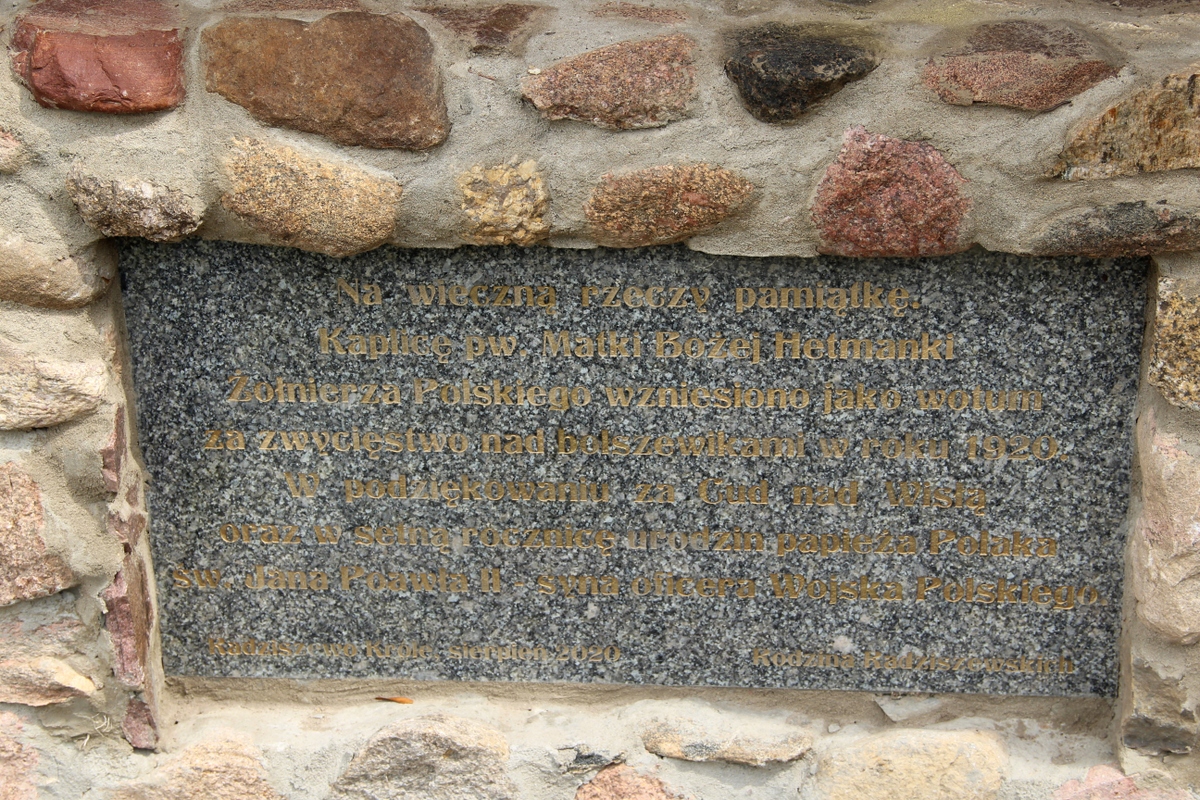 Na wieczną rzeczy pamiątkę.
Kaplicę pw. Matki Bożej Hetmanki
Żołnierza Polskiego wzniesiono jako wotum
za zwycięstwo nad bolszewikami w roku 1920.
W podziękowaniu za Cud nad Wisłą
oraz w setną rocznicę urodzin papieża Polaka
św. Jana Pawła II - syna oficera Wojska Polskiego.
Radziszewo Króle, sierpień 2020 Rodzina Radziszewskich